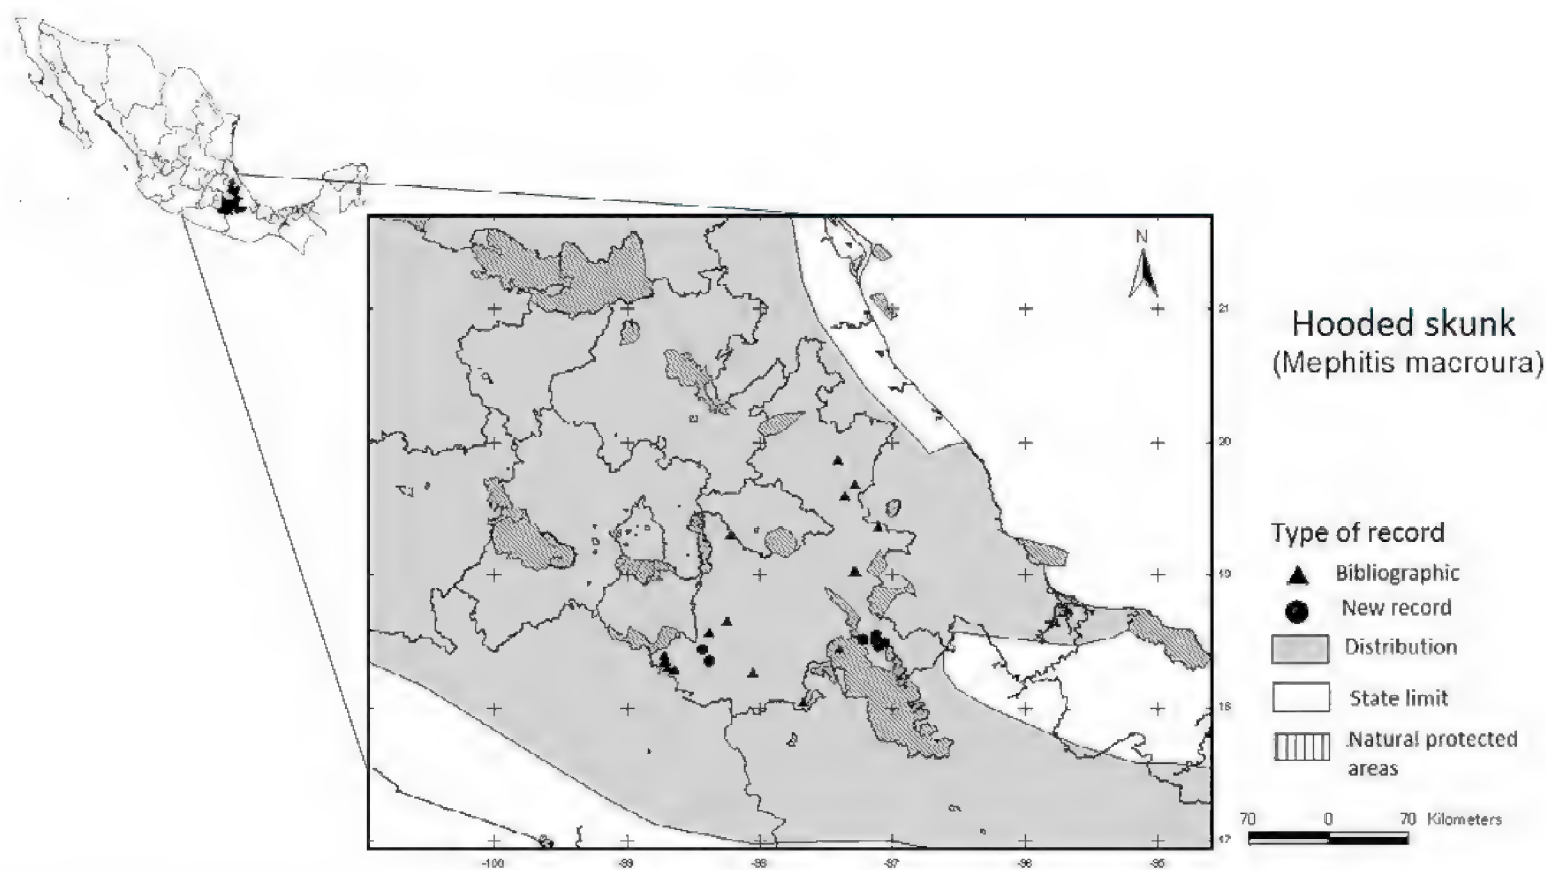 N
21
20
19
18
17
-100
-99
-98
-97
-96
-95
Hooded skunk
(Mephitis macroura)
Type of record
Bibliographic
New record
Distribution
State limit
Natural protected
areas
70 0 70 Kilometers